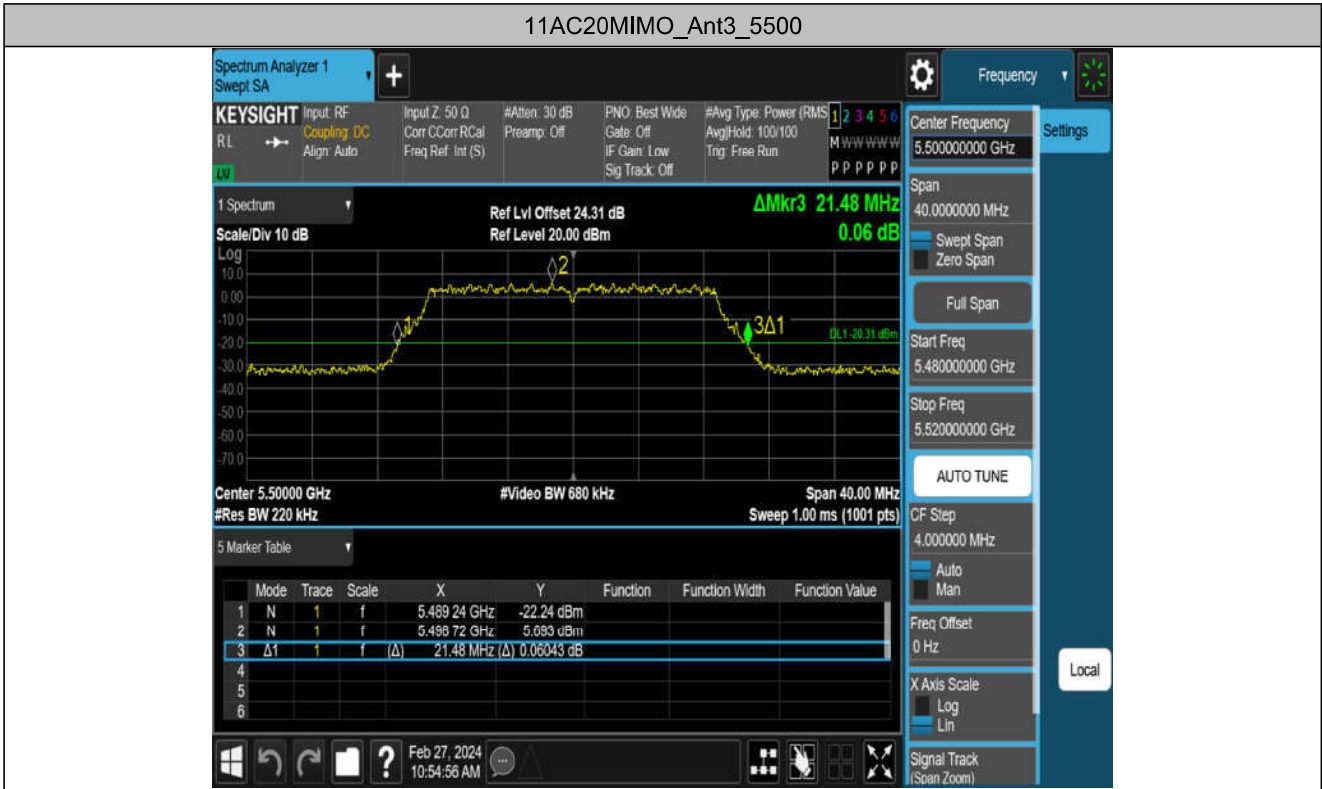 11AC20MIMO_Ant3_5500
Spectrum Analyzer 1
Swept SA
+
Frequency
KEYSIGHT
RL
LXI
Input: RF
Coupling: DC
Align: Auto
Input Z: 50 Ω
Corr CCorr RCal
Freq Ref: Int (S)
#Atten: 30 dB
Preamp: Off
PNO: Best Wide
Gate: Off
IF Gain: Low
Sig Track: Off
#Avg Type: Power (RMS
Avg|Hold: 100/100
Trig: Free Run
1 2 3 4 5 6
M W W W W W
P P P P P P
1 Spectrum
Scale/Div 10 dB
Ref Lvl Offset 24.31 dB
Ref Level 20.00 dBm
ΔMkr3 21.48 MHz
0.06 dB
Log
10.0
0.00
-10.0
-20.0
-30.0
-40.0
-50.0
-60.0
-70.0
1
2
3Δ1
DL1 -20.31 dBm
Center 5.50000 GHz
#Res BW 220 kHz
#Video BW 680 kHz
Span 40.00 MHz
Sweep 1.00 ms (1001 pts)
5 Marker Table
Mode Trace Scale X Y Function Function Width Function Value
1 N 1 f 5.489 24 GHz -22.24 dBm
2 N 1 f 5.498 72 GHz 5.693 dBm
3 Δ1 1 f (Δ) 21.48 MHz (Δ) 0.06043 dB
4
5
6
Feb 27, 2024
10:54:56 AM
Center Frequency
5.500000000 GHz
Settings
Span
40.0000000 MHz
Swept Span
Zero Span
Full Span
Start Freq
5.480000000 GHz
Stop Freq
5.520000000 GHz
AUTO TUNE
CF Step
4.000000 MHz
Auto
Man
Freq Offset
0 Hz
Local
X Axis Scale
Log
Lin
Signal Track
(Span Zoom)